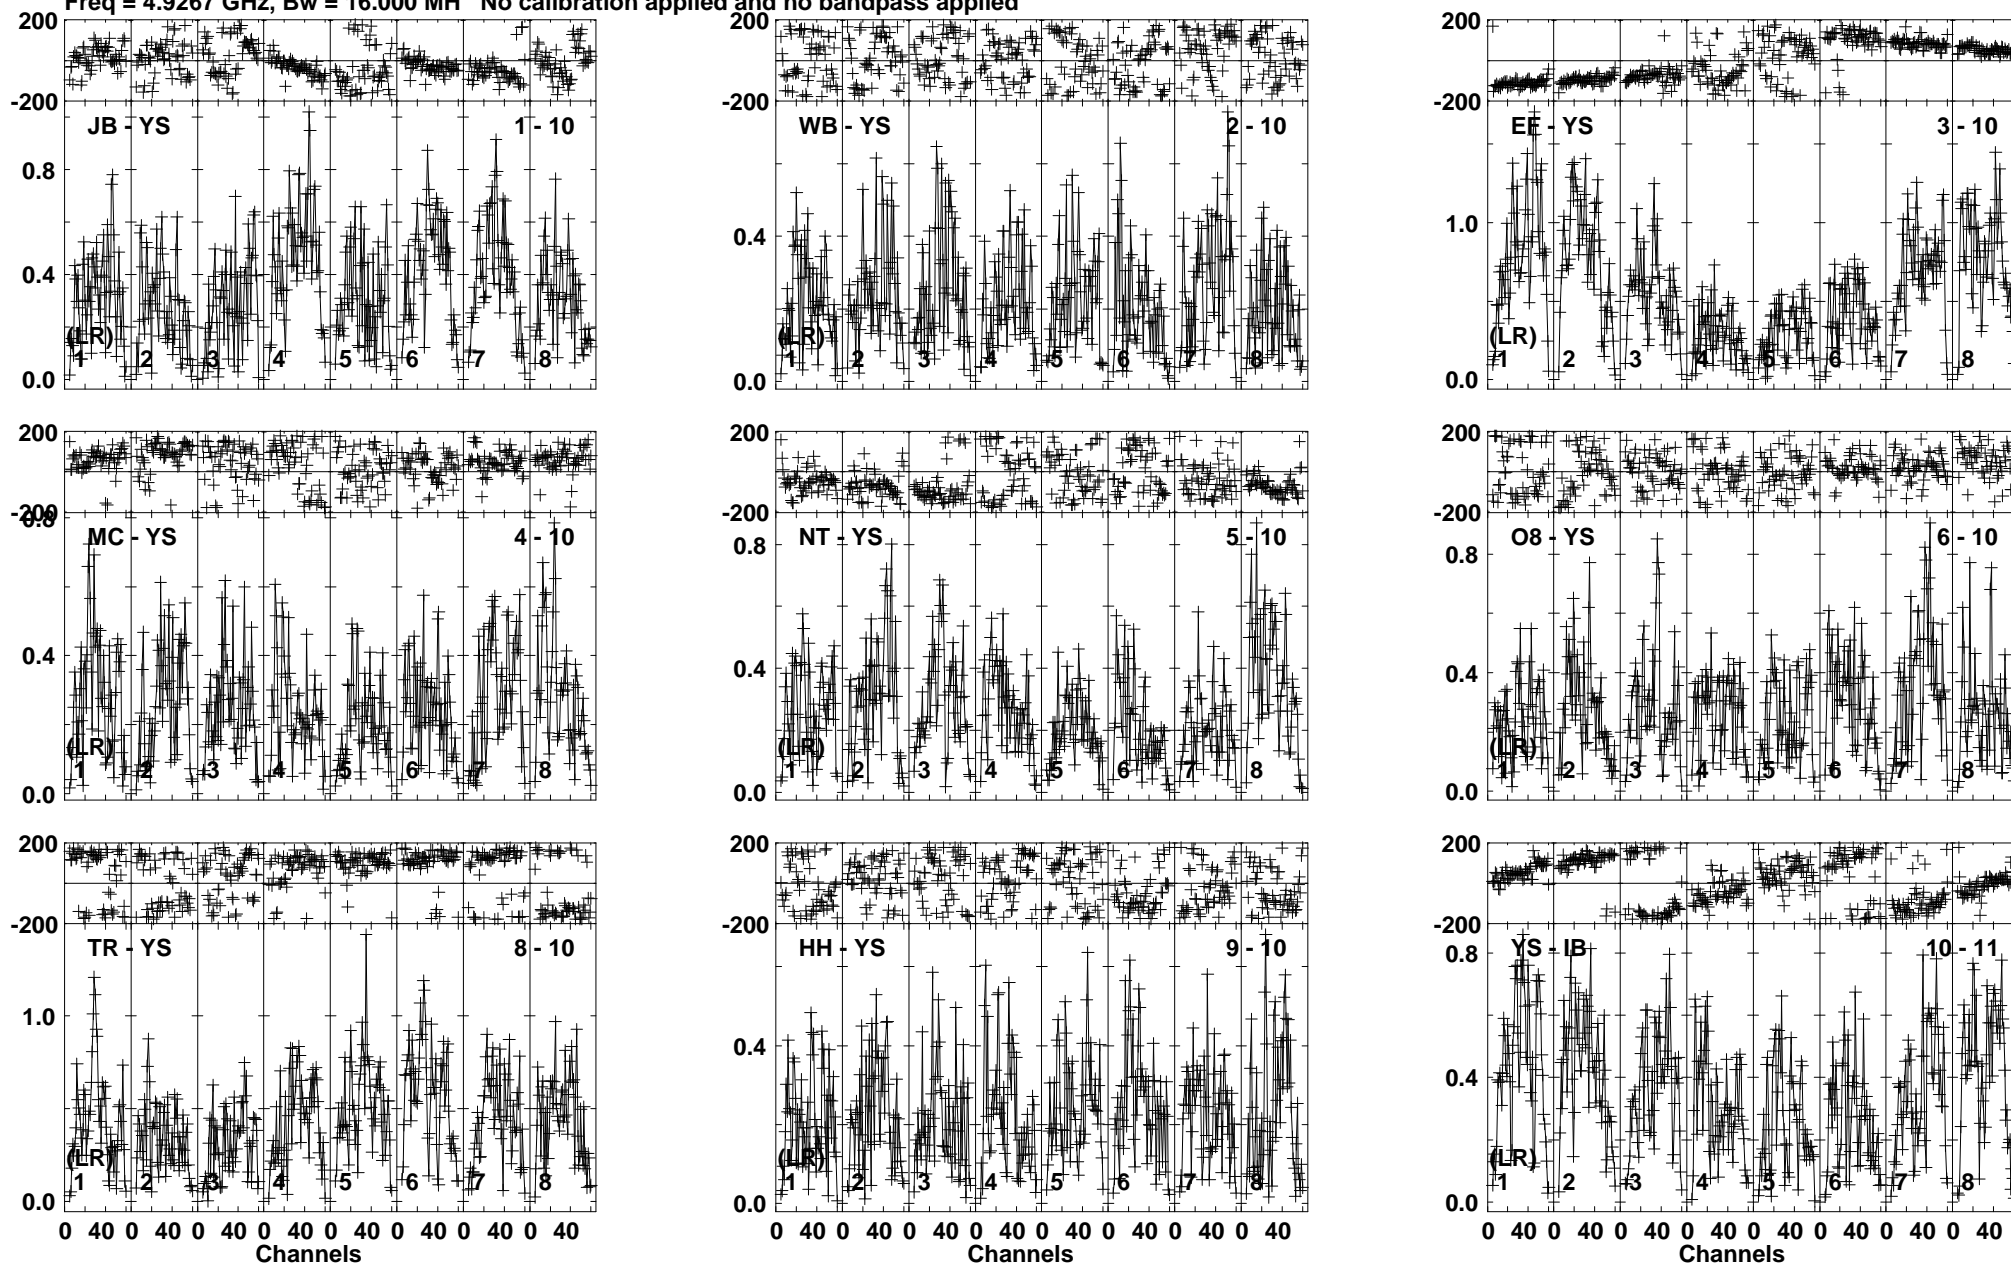 Freq = 4.9267 GHz, Bw = 16.000 MH No calibration applied and no bandpass applied
200 200 200
-200 -200 -200
JB - YS 1 - 10 WB - YS 2 - 10 EF - YS 3 - 10
0.8 0.4 1.0
0.4
(LR) (LR) (LR)
1 2 3 4 5 6 7 8 1 2 3 4 5 6 7 8 1 2 3 4 5 6 7 8
0.0 0.0 0.0
200 200 200
-200 -200 -200
0.8
MC - YS 4 - 10 NT - YS 5 - 10 O8 - YS 6 - 10
0.8 0.8
0.4 0.4 0.4
(LR) (LR) (LR)
1 2 3 4 5 6 7 8 1 2 3 4 5 6 7 8 1 2 3 4 5 6 7 8
0.0 0.0 0.0
200 200 200
-200 -200 -200
TR - YS 8 - 10 HH - YS 9 - 10 YS - IB 10 - 11
0.8
1.0 0.4 0.4
(LR) (LR) (LR)
1 2 3 4 5 6 7 8 1 2 3 4 5 6 7 8 1 2 3 4 5 6 7 8
0.0 0.0 0.0
0 40 0 40 0 40 0 40 0 40 0 40 0 40 0 40 0 40 0 40 0 40 0 40 0 40 0 40 0 40 0 40 0 40 0 40 0 40 0 40 0 40 0 40 0 40 0 40
Channels Channels Channels